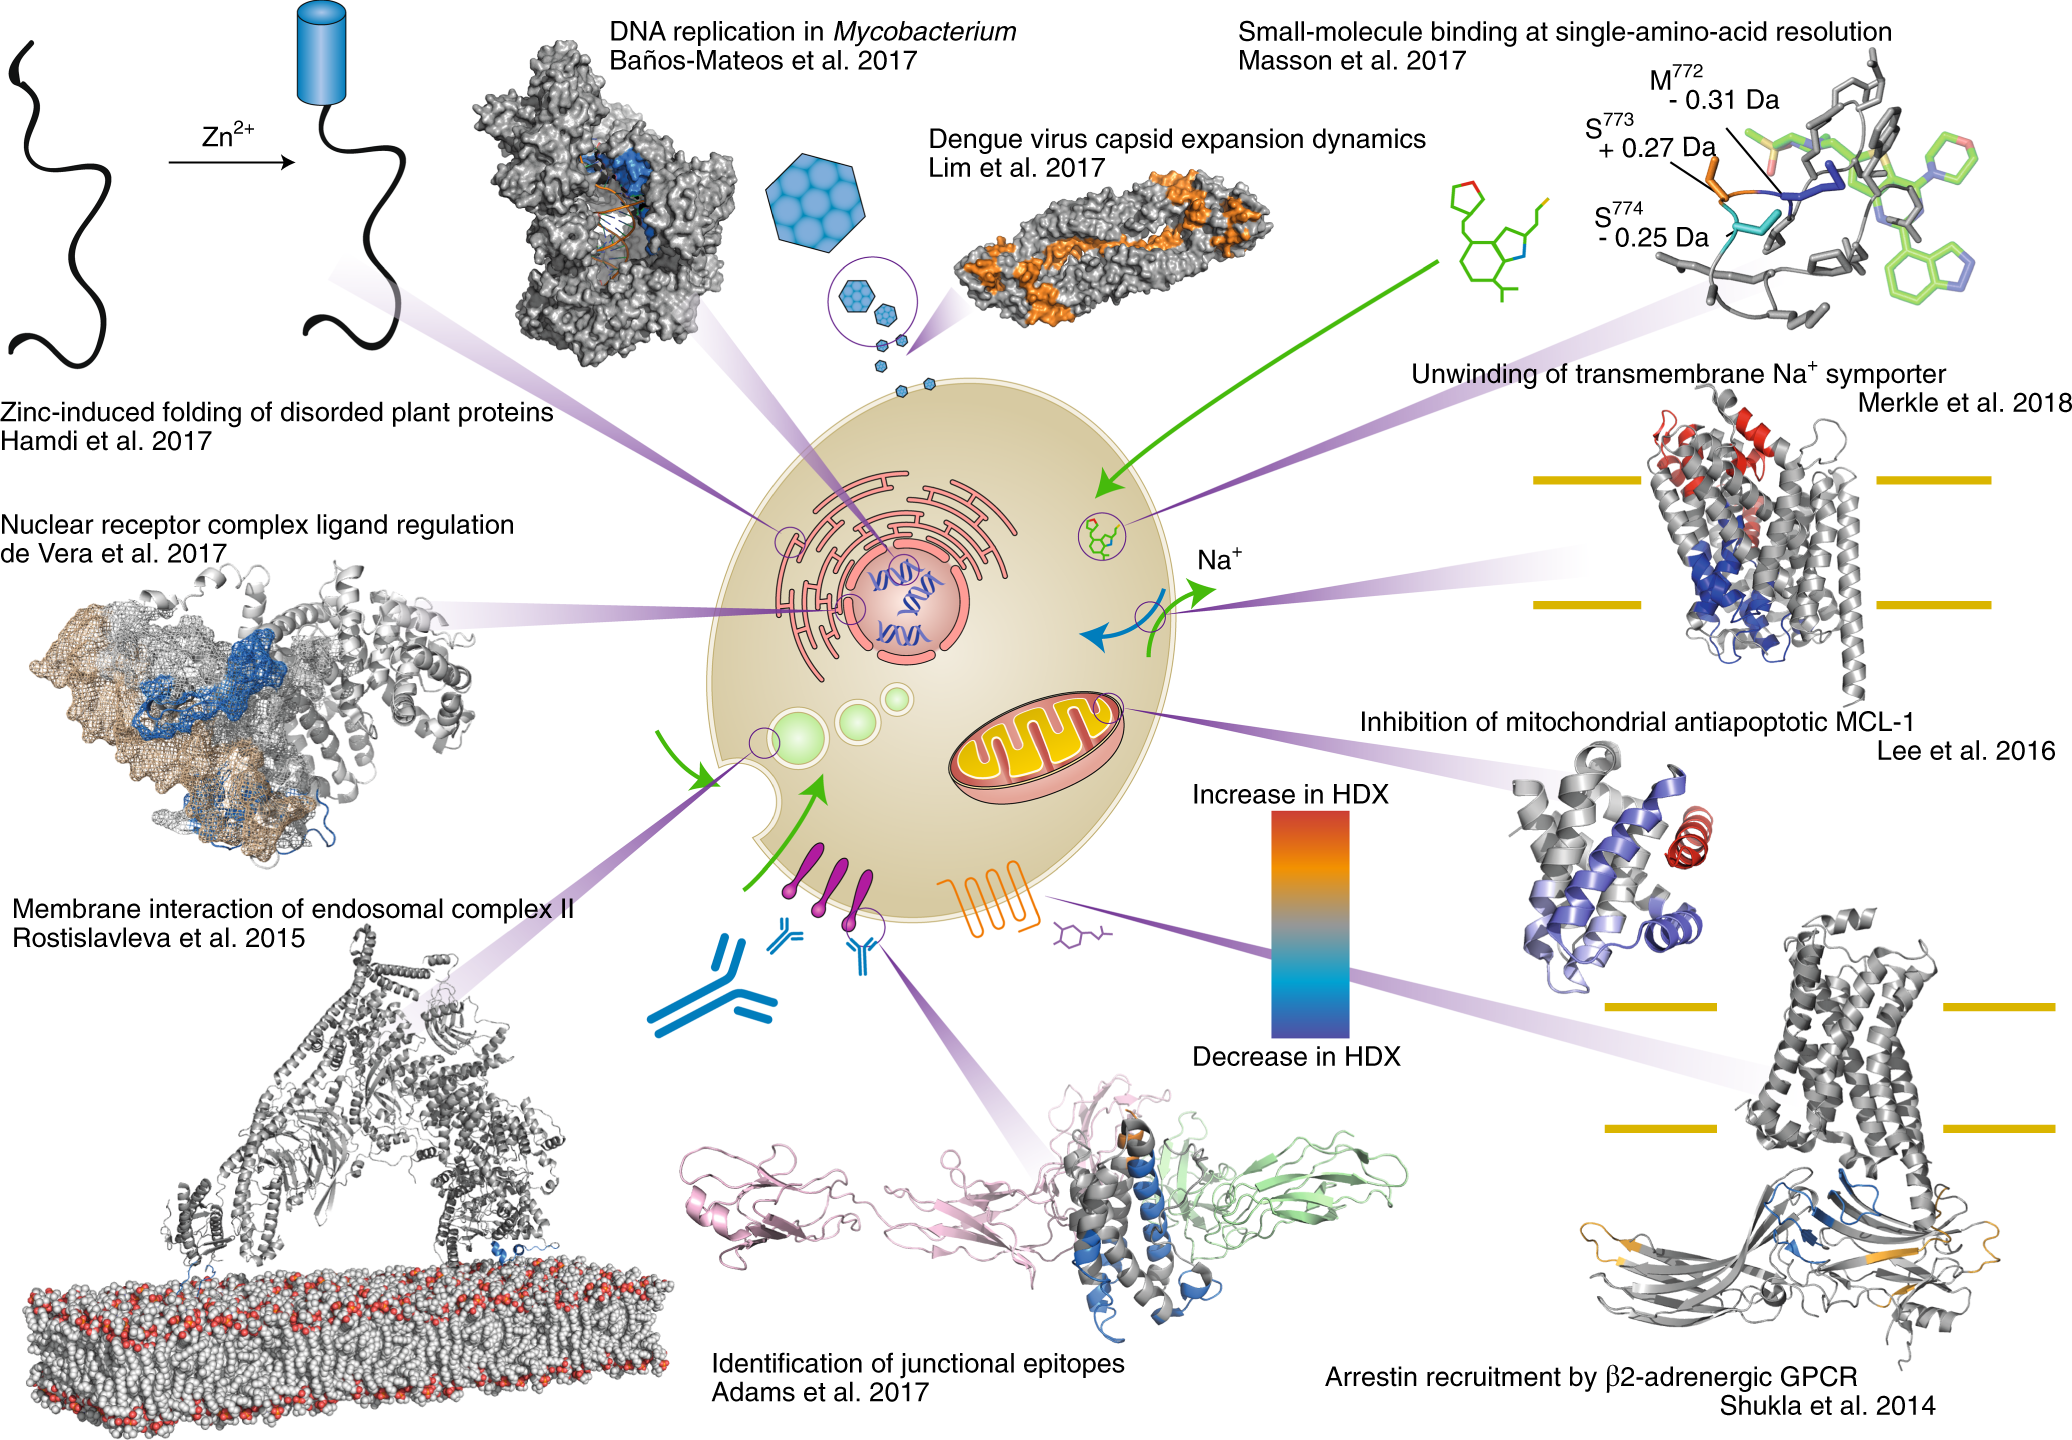 DNA replication in Mycobacterium
Baños-Mateos et al. 2017
Small-molecule binding at single-amino-acid resolution
Masson et al. 2017
M772
- 0.31 Da
S773
+ 0.27 Da
S774
- 0.25 Da
Zn2+
Dengue virus capsid expansion dynamics
Lim et al. 2017
Unwinding of transmembrane Na+ symporter
Merkle et al. 2018
Zinc-induced folding of disorded plant proteins
Hamdi et al. 2017
Nuclear receptor complex ligand regulation
de Vera et al. 2017
Na+
Inhibition of mitochondrial antiapoptotic MCL-1
Lee et al. 2016
Increase in HDX
Decrease in HDX
Membrane interaction of endosomal complex II
Rostislavleva et al. 2015
Identification of junctional epitopes
Adams et al. 2017
Arrestin recruitment by β2-adrenergic GPCR
Shukla et al. 2014